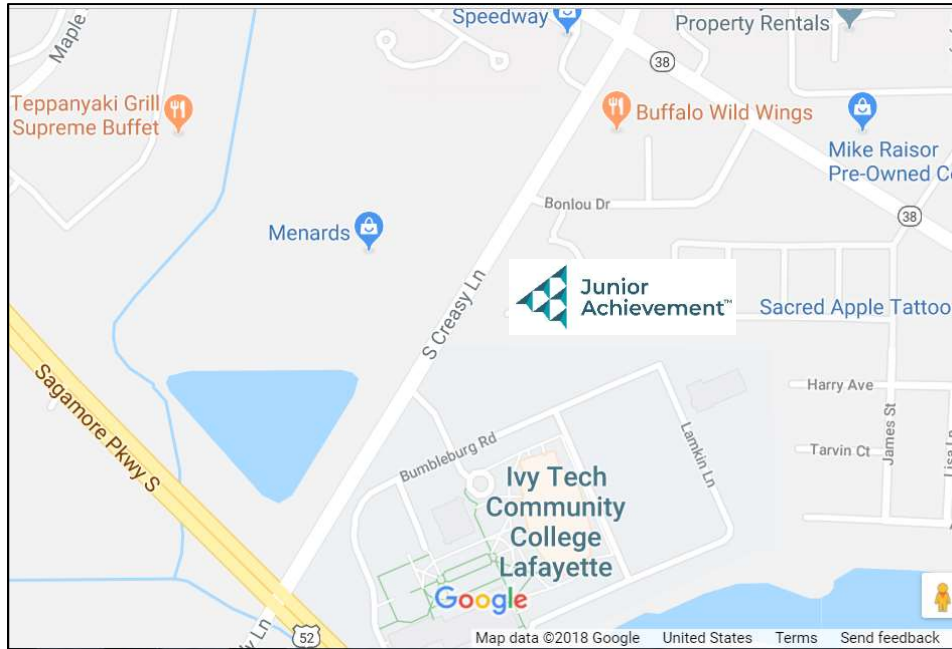 Speedway
Property Rentals
Maple
38
Teppanyaki Grill
Supreme Buffet
Buffalo Wild Wings
Mike Raisor
Pre-Owned
Bonlou Dr
38
Menards
Junior
Achievement™
S Creasy Ln
Sacred Apple Tattoo
Sagamore Pkwy S
Harry Ave
James St
Bumbleburg Rd
Lamkin Ln
Tarvin Ct
Ivy Tech
Community
College
Lafayette
Google
52
Ln
Map data ©2018 Google United States Terms Send feedback